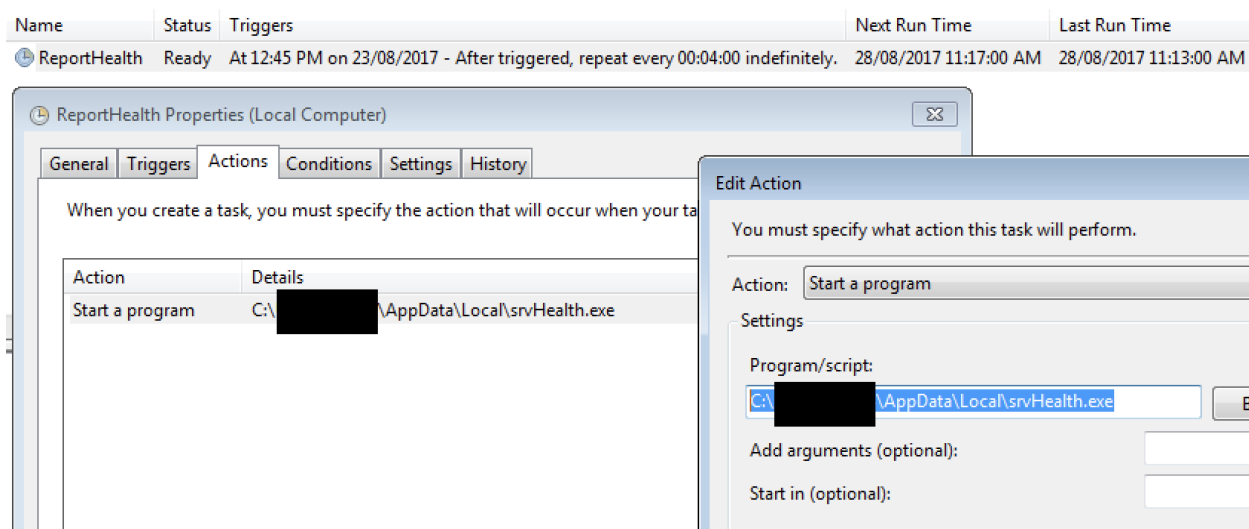 Name Status Triggers Next Run Time Last Run Time
ReportHealth Ready At 12:45 PM on 23/08/2017 - After triggered, repeat every 00:04:00 indefinitely. 28/08/2017 11:17:00 AM 28/08/2017 11:13:00 AM
ReportHealth Properties (Local Computer)
General Triggers Actions Conditions Settings History
When you create a task, you must specify the action that will occur when your ta
Action Details
Start a program C:\ \AppData\Local\srvHealth.exe
Edit Action
You must specify what action this task will perform.
Action: Start a program
Settings
Program/script:
C:\ \AppData\Local\srvHealth.exe
Add arguments (optional):
Start in (optional):